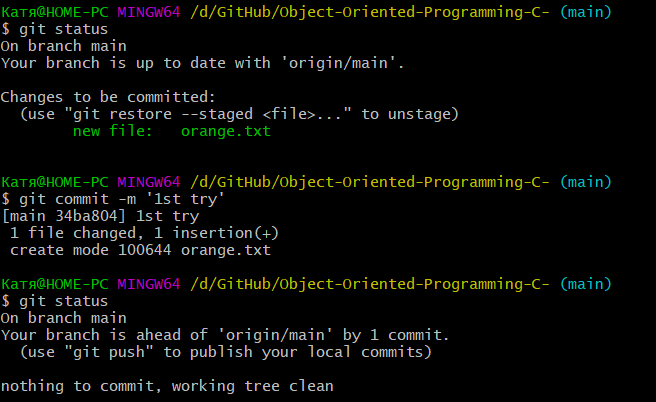 Катя@HOME-PC MINGW64 /d/GitHub/Object-Oriented-Programming-C- (main)
$ git status
On branch main
Your branch is up to date with 'origin/main'.
Changes to be committed:
(use "git restore --staged <file>..." to unstage)
new file: orange.txt
Катя@HOME-PC MINGW64 /d/GitHub/Object-Oriented-Programming-C- (main)
$ git commit -m '1st try'
[main 34ba804] 1st try
1 file changed, 1 insertion(+)
create mode 100644 orange.txt
Катя@HOME-PC MINGW64 /d/GitHub/Object-Oriented-Programming-C- (main)
$ git status
On branch main
Your branch is ahead of 'origin/main' by 1 commit.
(use "git push" to publish your local commits)
nothing to commit, working tree clean